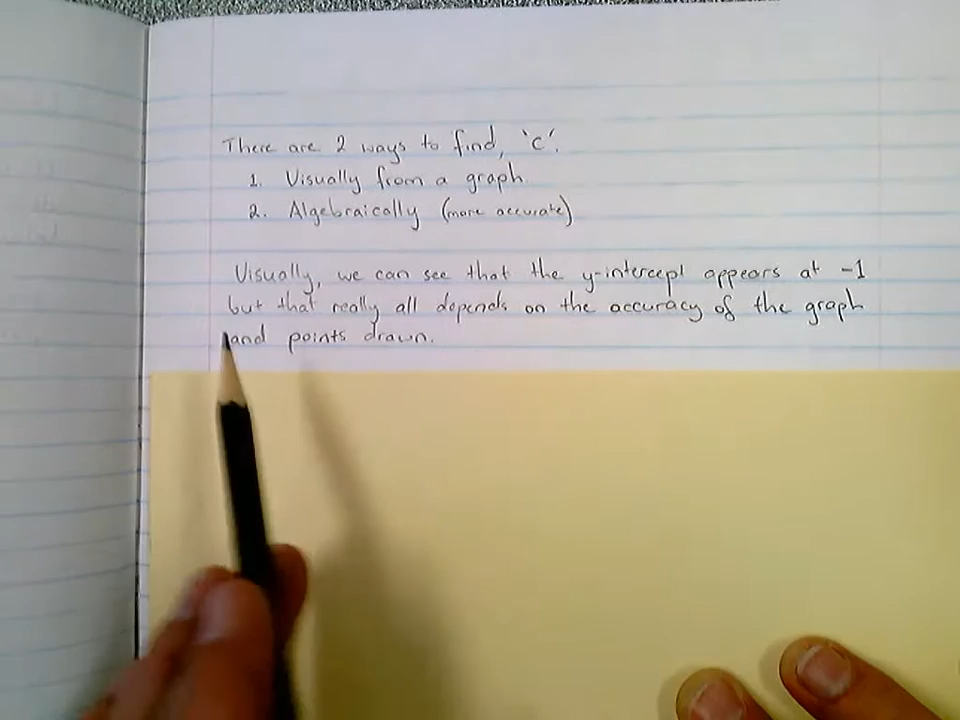 There are 2 ways to find, 'c'.
1. Visually from a graph
2. Algebraically (more accurate)
Visually, we can see that the y-intercept appears at -1
but that really all depends on the accuracy of the graph
and points drawn.